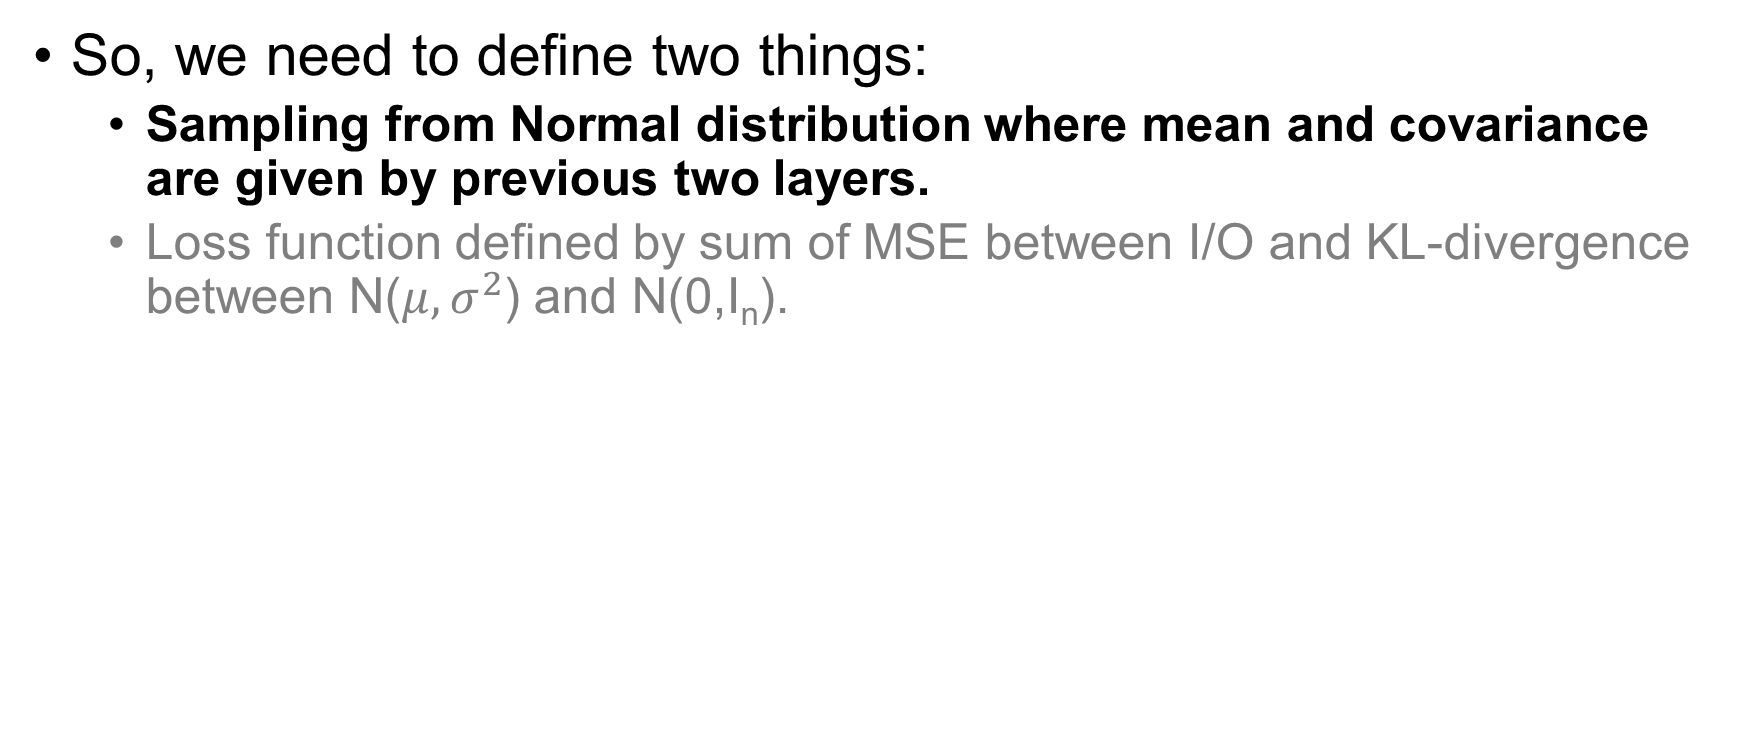 • So, we need to define two things:
• Sampling from Normal distribution where mean and covariance
are given by previous two layers.
• Loss function defined by sum of MSE between I/O and KL-divergence
between N(𝜇, 𝜎²) and N(0,Iₙ).